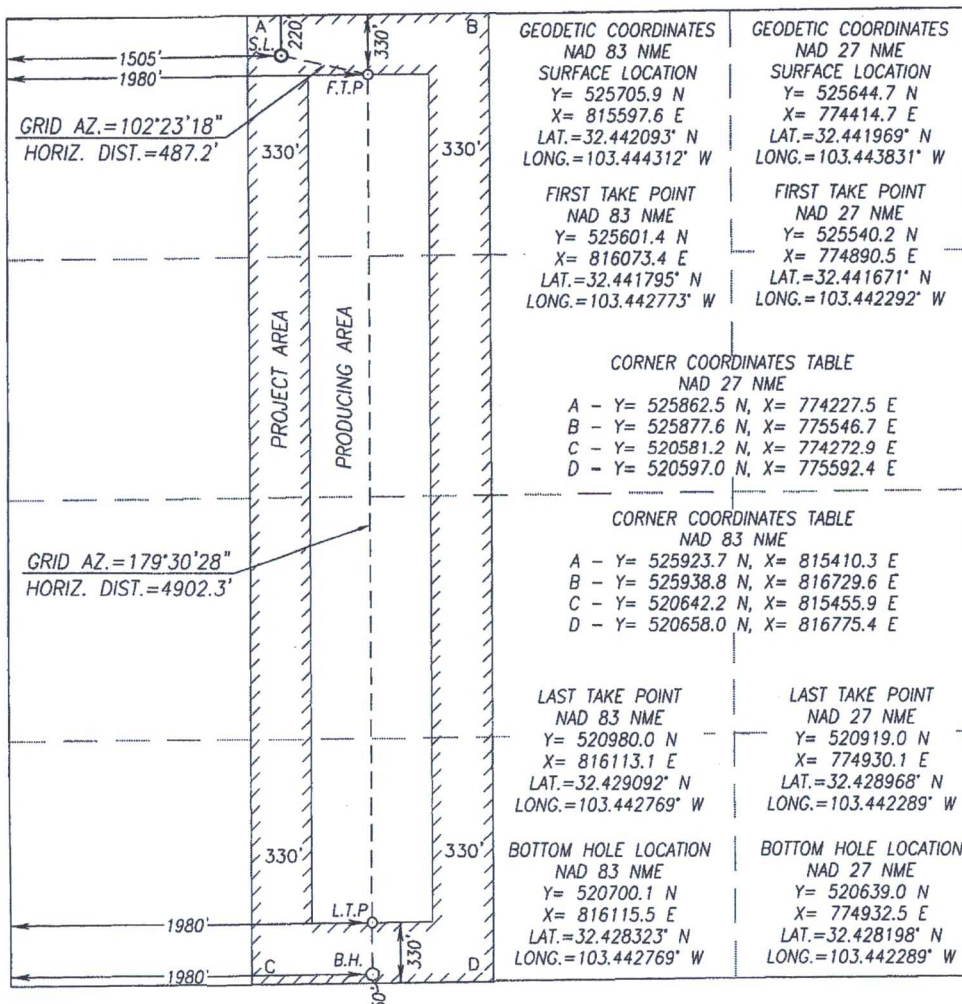 A
B
S.L.
220'
330'
1505'
1980'
F.T.P
GRID AZ.=102°23'18"
HORIZ. DIST.=487.2'
330'
330'
PROJECT AREA
PRODUCING AREA
GRID AZ.=179°30'28"
HORIZ. DIST.=4902.3'
330'
330'
L.T.P
1980'
330'
B.H.
1980'
C
D
GEODETIC COORDINATES
NAD 83 NME
SURFACE LOCATION
Y= 525705.9 N
X= 815597.6 E
LAT.=32.442093° N
LONG.=103.444312° W
FIRST TAKE POINT
NAD 83 NME
Y= 525601.4 N
X= 816073.4 E
LAT.=32.441795° N
LONG.=103.442773° W
GEODETIC COORDINATES
NAD 27 NME
SURFACE LOCATION
Y= 525644.7 N
X= 774414.7 E
LAT.=32.441969° N
LONG.=103.443831° W
FIRST TAKE POINT
NAD 27 NME
Y= 525540.2 N
X= 774890.5 E
LAT.=32.441671° N
LONG.=103.442292° W
CORNER COORDINATES TABLE
NAD 27 NME
A - Y= 525862.5 N, X= 774227.5 E
B - Y= 525877.6 N, X= 775546.7 E
C - Y= 520581.2 N, X= 774272.9 E
D - Y= 520597.0 N, X= 775592.4 E
CORNER COORDINATES TABLE
NAD 83 NME
A - Y= 525923.7 N, X= 815410.3 E
B - Y= 525938.8 N, X= 816729.6 E
C - Y= 520642.2 N, X= 815455.9 E
D - Y= 520658.0 N, X= 816775.4 E
LAST TAKE POINT
NAD 83 NME
Y= 520980.0 N
X= 816113.1 E
LAT.=32.429092° N
LONG.=103.442769° W
BOTTOM HOLE LOCATION
NAD 83 NME
Y= 520700.1 N
X= 816115.5 E
LAT.=32.428323° N
LONG.=103.442769° W
LAST TAKE POINT
NAD 27 NME
Y= 520919.0 N
X= 774930.1 E
LAT.=32.428968° N
LONG.=103.442289° W
BOTTOM HOLE LOCATION
NAD 27 NME
Y= 520639.0 N
X= 774932.5 E
LAT.=32.428198° N
LONG.=103.442289° W